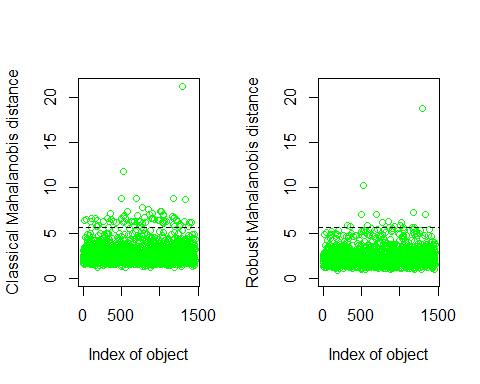 Classical Mahalanobis distance
0 5 10 15 20
0 500 1500
Index of object
Robust Mahalanobis distance
0 5 10 15 20
0 500 1500
Index of object